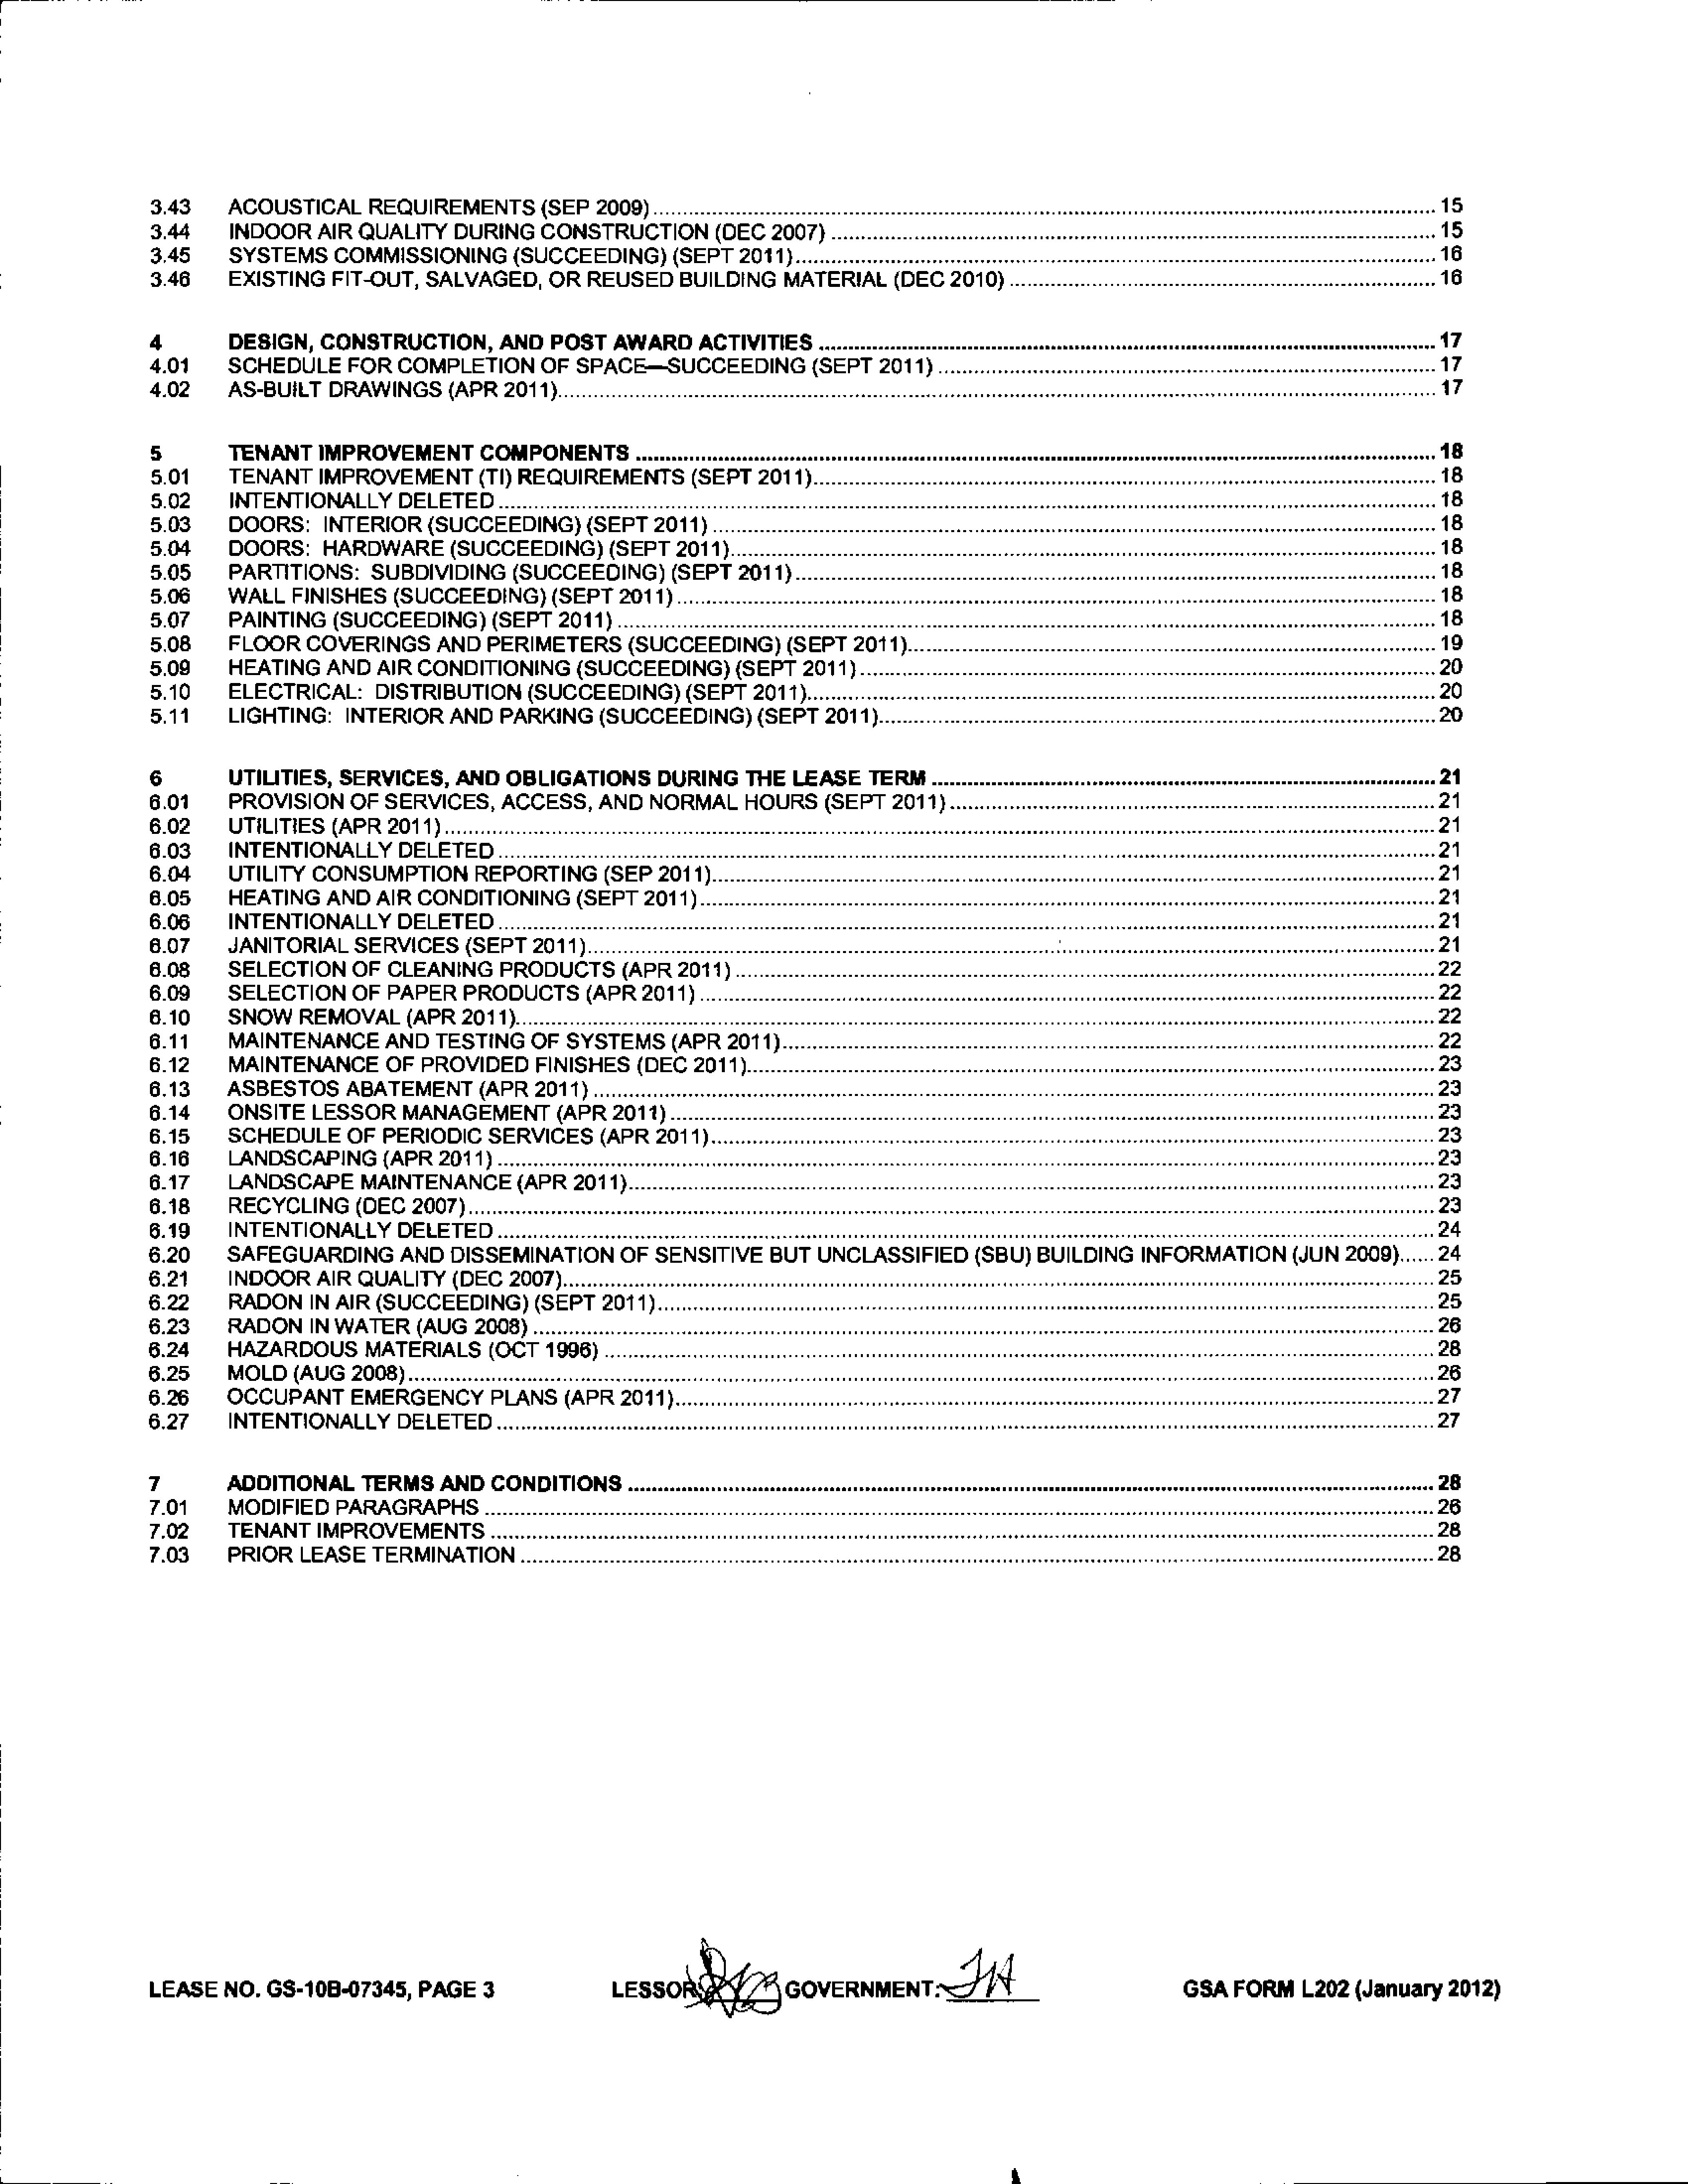 3.43 ACOUSTICAL REQUIREMENTS (SEP 2009) 15
3.44 INDOOR AIR QUALITY DURING CONSTRUCTION (DEC 2007) 15
3.45 SYSTEMS COMMISSIONING (SUCCEEDING) (SEPT 2011) 16
3.46 EXISTING FIT-OUT, SALVAGED, OR REUSED BUILDING MATERIAL (DEC 2010) 16
4 DESIGN, CONSTRUCTION, AND POST AWARD ACTIVITIES 17
4.01 SCHEDULE FOR COMPLETION OF SPACE—SUCCEEDING (SEPT 2011) 17
4.02 AS-BUILT DRAWINGS (APR 2011) 17
5 TENANT IMPROVEMENT COMPONENTS 18
5.01 TENANT IMPROVEMENT (TI) REQUIREMENTS (SEPT 2011) 18
5.02 INTENTIONALLY DELETED 18
5.03 DOORS: INTERIOR (SUCCEEDING) (SEPT 2011) 18
5.04 DOORS: HARDWARE (SUCCEEDING) (SEPT 2011) 18
5.05 PARTITIONS: SUBDIVIDING (SUCCEEDING) (SEPT 2011) 18
5.06 WALL FINISHES (SUCCEEDING) (SEPT 2011) 18
5.07 PAINTING (SUCCEEDING) (SEPT 2011) 18
5.08 FLOOR COVERINGS AND PERIMETERS (SUCCEEDING) (SEPT 2011) 19
5.09 HEATING AND AIR CONDITIONING (SUCCEEDING) (SEPT 2011) 20
5.10 ELECTRICAL: DISTRIBUTION (SUCCEEDING) (SEPT 2011) 20
5.11 LIGHTING: INTERIOR AND PARKING (SUCCEEDING) (SEPT 2011) 20
6 UTILITIES, SERVICES, AND OBLIGATIONS DURING THE LEASE TERM 21
6.01 PROVISION OF SERVICES, ACCESS, AND NORMAL HOURS (SEPT 2011) 21
6.02 UTILITIES (APR 2011) 21
6.03 INTENTIONALLY DELETED 21
6.04 UTILITY CONSUMPTION REPORTING (SEP 2011) 21
6.05 HEATING AND AIR CONDITIONING (SEPT 2011) 21
6.06 INTENTIONALLY DELETED 21
6.07 JANITORIAL SERVICES (SEPT 2011) 21
6.08 SELECTION OF CLEANING PRODUCTS (APR 2011) 22
6.09 SELECTION OF PAPER PRODUCTS (APR 2011) 22
6.10 SNOW REMOVAL (APR 2011) 22
6.11 MAINTENANCE AND TESTING OF SYSTEMS (APR 2011) 22
6.12 MAINTENANCE OF PROVIDED FINISHES (DEC 2011) 23
6.13 ASBESTOS ABATEMENT (APR 2011) 23
6.14 ONSITE LESSOR MANAGEMENT (APR 2011) 23
6.15 SCHEDULE OF PERIODIC SERVICES (APR 2011) 23
6.16 LANDSCAPING (APR 2011) 23
6.17 LANDSCAPE MAINTENANCE (APR 2011) 23
6.18 RECYCLING (DEC 2007) 23
6.19 INTENTIONALLY DELETED 24
6.20 SAFEGUARDING AND DISSEMINATION OF SENSITIVE BUT UNCLASSIFIED (SBU) BUILDING INFORMATION (JUN 2009) 24
6.21 INDOOR AIR QUALITY (DEC 2007) 25
6.22 RADON IN AIR (SUCCEEDING) (SEPT 2011) 25
6.23 RADON IN WATER (AUG 2008) 26
6.24 HAZARDOUS MATERIALS (OCT 1996) 26
6.25 MOLD (AUG 2008) 26
6.26 OCCUPANT EMERGENCY PLANS (APR 2011) 27
6.27 INTENTIONALLY DELETED 27
7 ADDITIONAL TERMS AND CONDITIONS 28
7.01 MODIFIED PARAGRAPHS 28
7.02 TENANT IMPROVEMENTS 28
7.03 PRIOR LEASE TERMINATION 28
LEASE NO. GS-10B-07345, PAGE 3 LESSOR GOVERNMENT: GSA FORM L202 (January 2012)